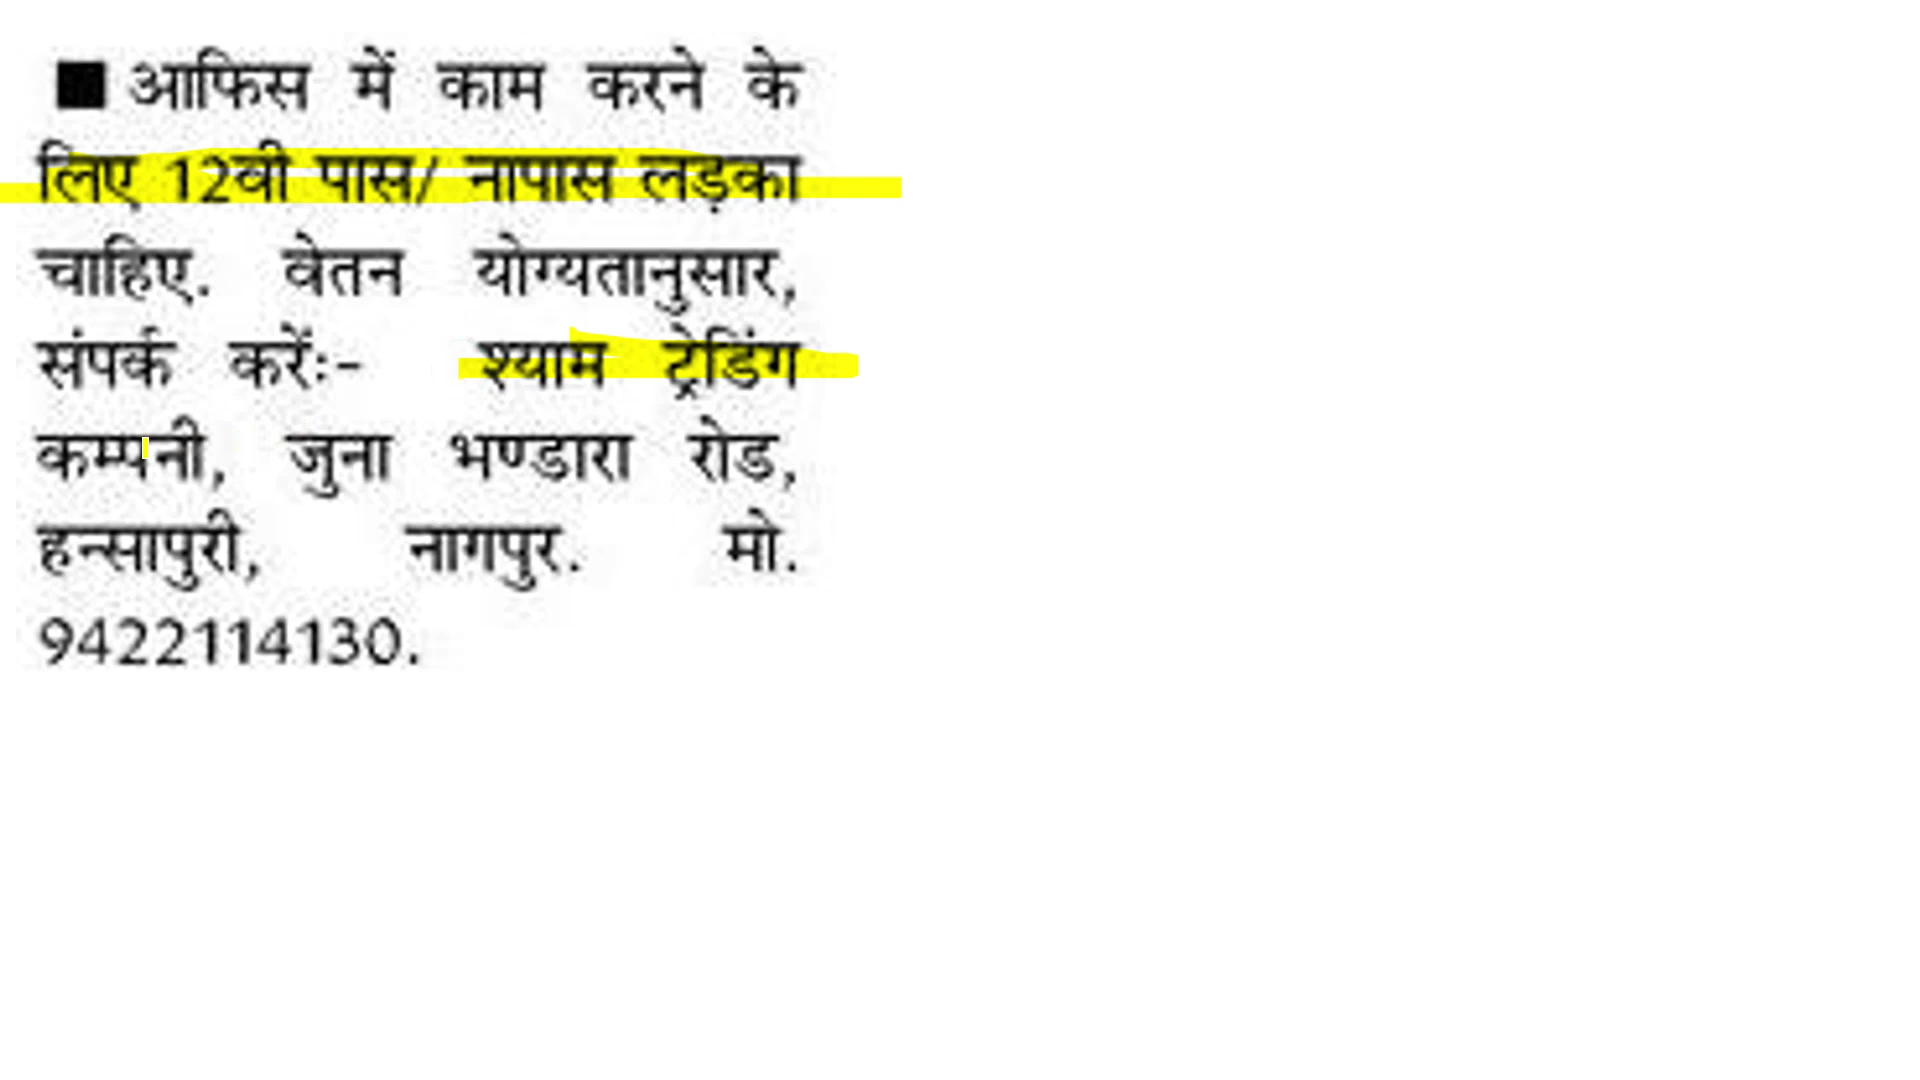 ■ आफिस में काम करने के
लिए 12वी पास/ नापास लड़का
चाहिए. वेतन योग्यतानुसार,
संपर्क करें:- श्याम ट्रेडिंग
कम्पनी, जुना भण्डारा रोड,
हन्सापुरी, नागपुर. मो.
9422114130.